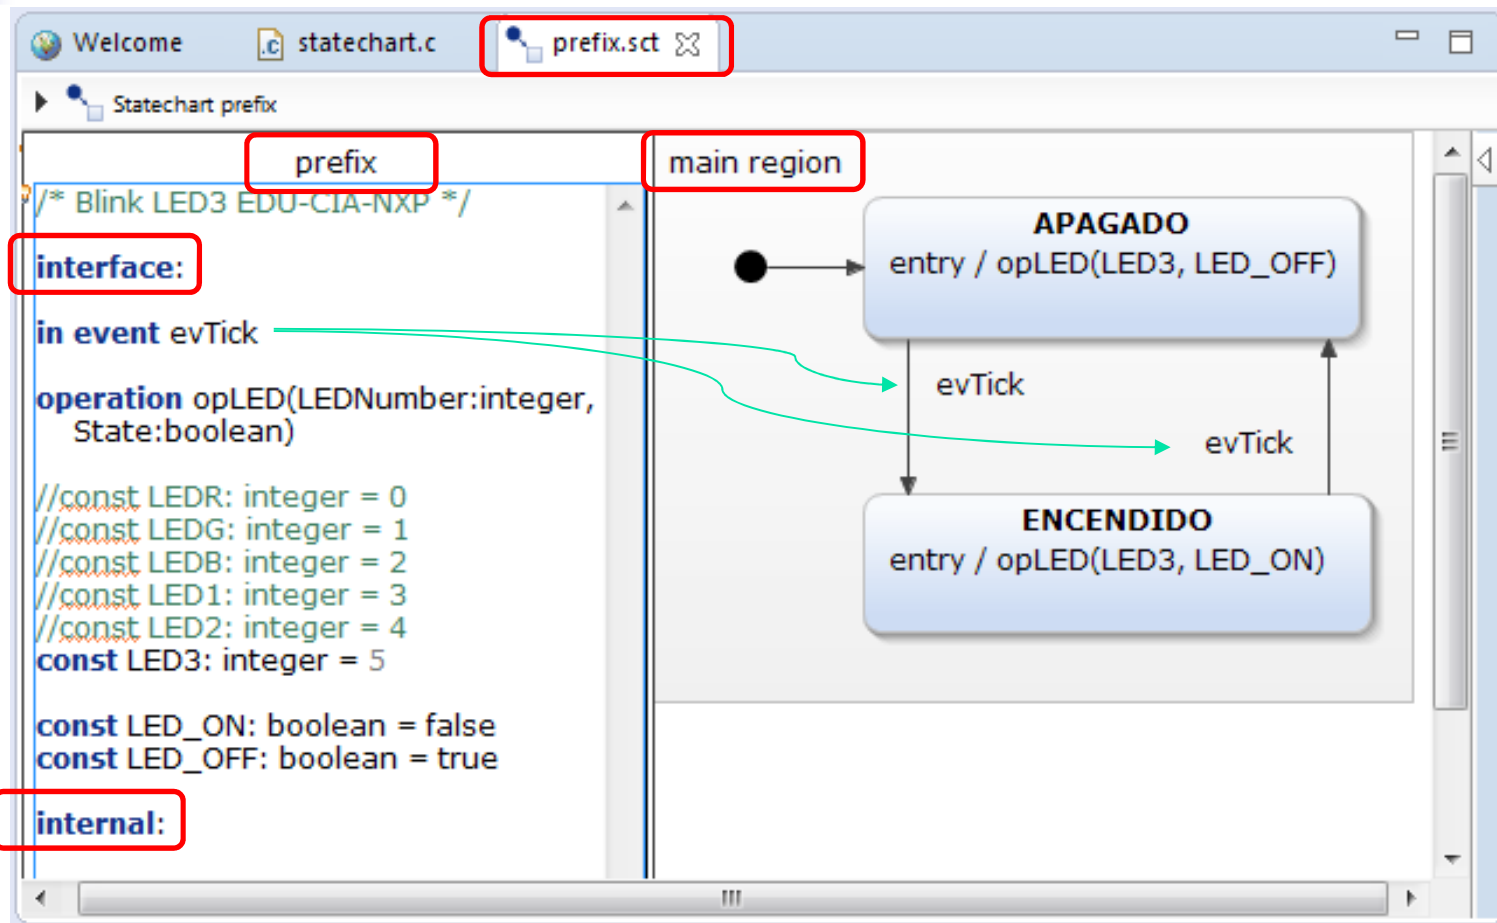 Welcome
.c statechart.c
prefix.sct
Statechart prefix
prefix
/* Blink LED3 EDU-CIA-NXP */
interface:
in event evTick
operation opLED(LEDNumber:integer,
State:boolean)
//const LEDR: integer = 0
//const LEDG: integer = 1
//const LEDB: integer = 2
//const LED1: integer = 3
//const LED2: integer = 4
const LED3: integer = 5
const LED_ON: boolean = false
const LED_OFF: boolean = true
internal:
main region
APAGADO
entry / opLED(LED3, LED_OFF)
evTick
evTick
ENCENDIDO
entry / opLED(LED3, LED_ON)